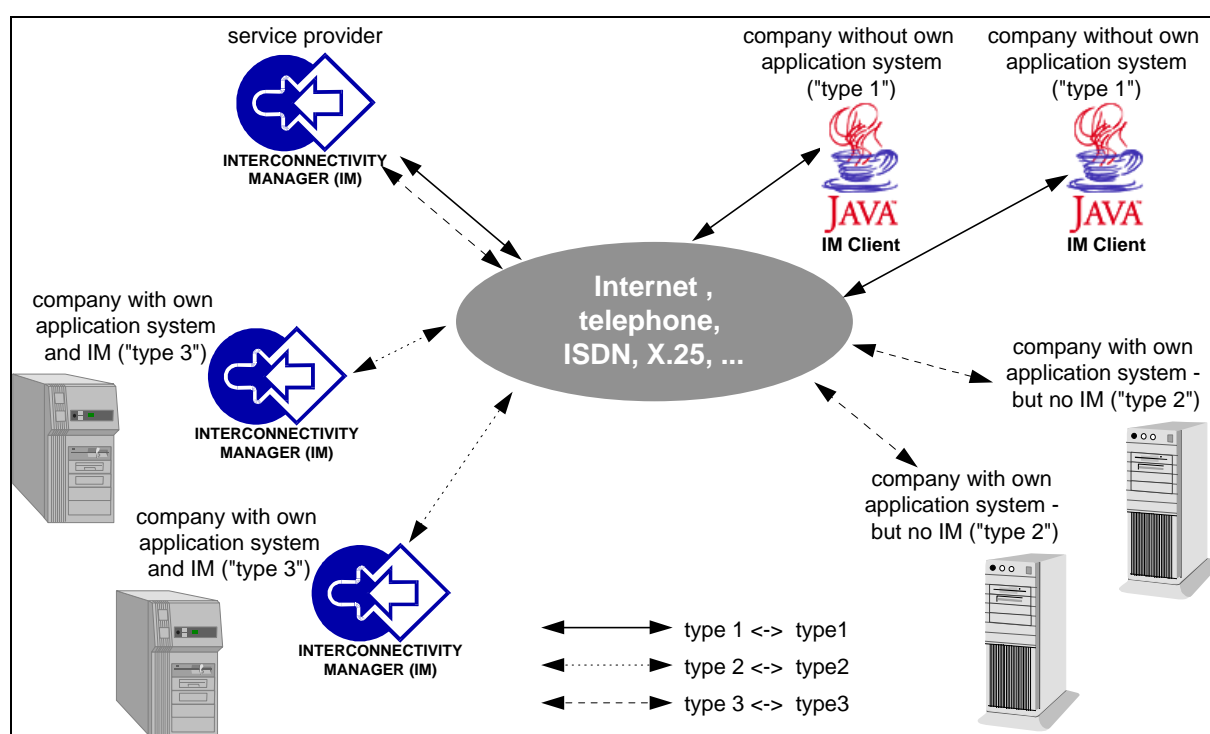 service provider
INTERCONNECTIVITY
MANAGER (IM)
company without own
application system
("type 1")
JAVA™
IM Client
company without own
application system
("type 1")
JAVA™
IM Client
Internet ,
telephone,
ISDN, X.25, ...
company with own
application system
and IM ("type 3")
INTERCONNECTIVITY
MANAGER (IM)
company with own
application system -
but no IM ("type 2")
company with own
application system -
but no IM ("type 2")
company with own
application system
and IM ("type 3")
INTERCONNECTIVITY
MANAGER (IM)
type 1 <-> type1
type 2 <-> type2
type 3 <-> type3